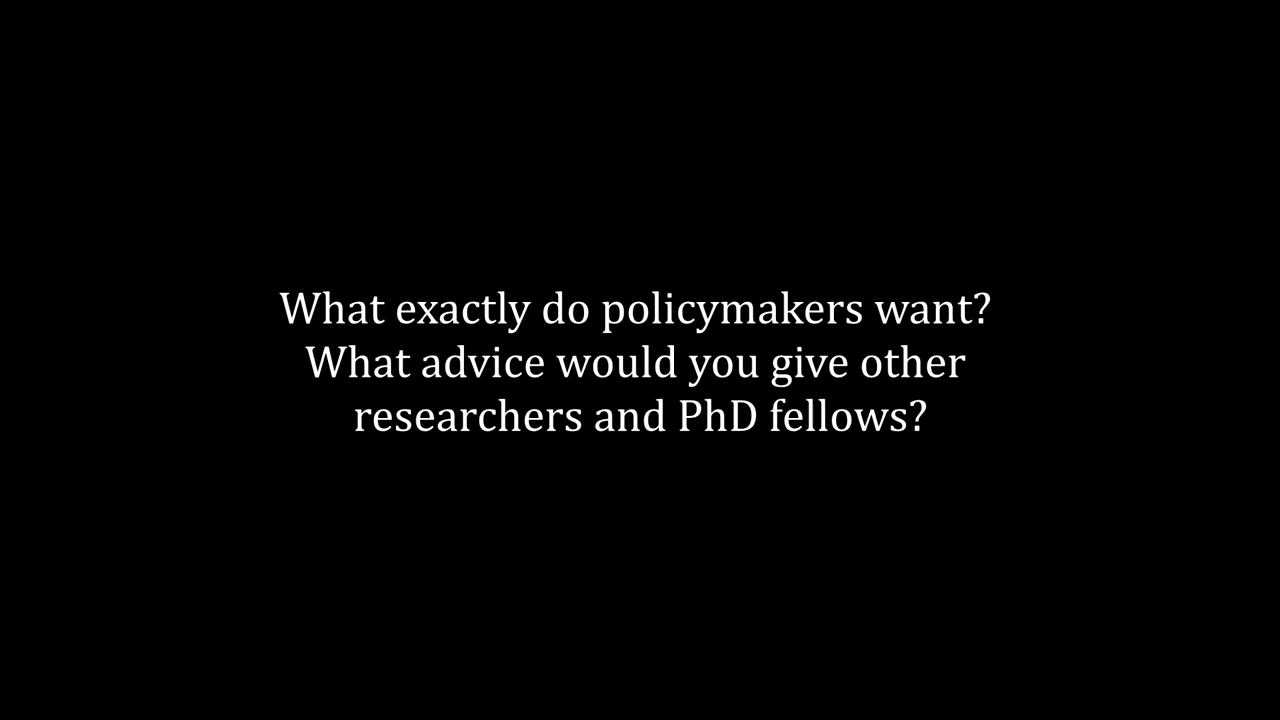 What exactly do policymakers want?
What advice would you give other
researchers and PhD fellows?